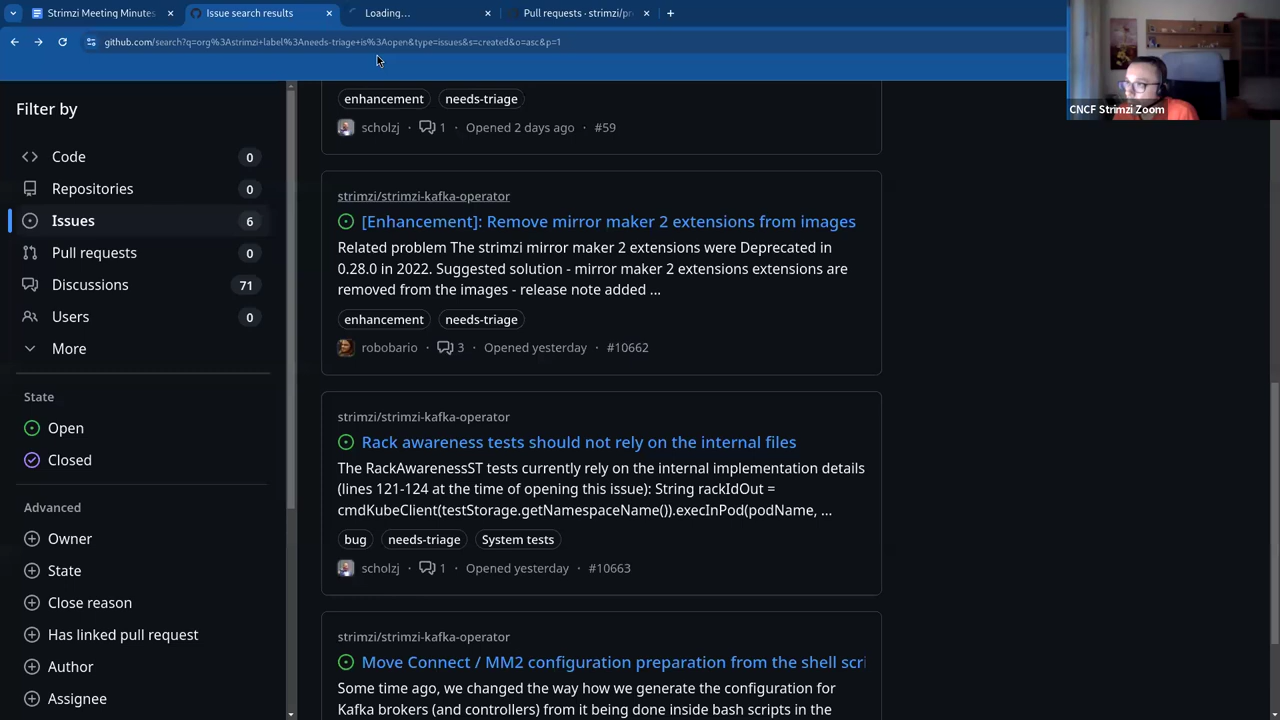 Strimzi Meeting Minutes
Issue search results
Loading...
Pull requests · strimzi/pr
github.com/search?q=org%3Astrimzi+label%3Aneeds-triage+is%3Aopen&type=issues&s=created&o=asc&p=1
CNCF Strimzi Zoom
Filter by
Code 0
Repositories 0
Issues 6
Pull requests 0
Discussions 71
Users 0
More
State
Open
Closed
Advanced
Owner
State
Close reason
Has linked pull request
Author
Assignee
enhancement needs-triage
scholzj · 1 · Opened 2 days ago · #59
strimzi/strimzi-kafka-operator
[Enhancement]: Remove mirror maker 2 extensions from images
Related problem The strimzi mirror maker 2 extensions were Deprecated in
0.28.0 in 2022. Suggested solution - mirror maker 2 extensions extensions are
removed from the images - release note added ...
enhancement needs-triage
robobario · 3 · Opened yesterday · #10662
strimzi/strimzi-kafka-operator
Rack awareness tests should not rely on the internal files
The RackAwarenessST tests currently rely on the internal implementation details
(lines 121-124 at the time of opening this issue): String rackIdOut =
cmdKubeClient(testStorage.getNamespaceName()).execInPod(podName, ...
bug needs-triage System tests
scholzj · 1 · Opened yesterday · #10663
strimzi/strimzi-kafka-operator
Move Connect / MM2 configuration preparation from the shell scri
Some time ago, we changed the way how we generate the configuration for
Kafka brokers (and controllers) from it being done inside bash scripts in the